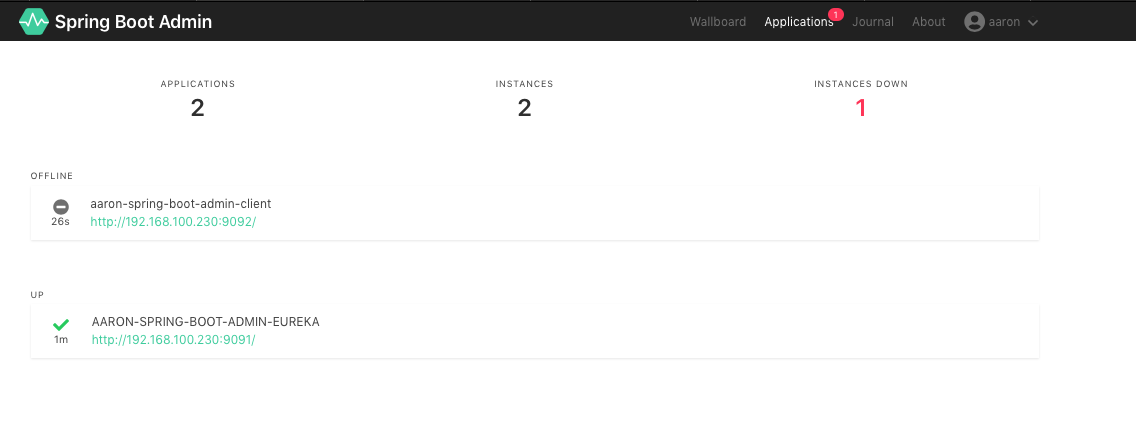 Spring Boot Admin
Wallboard Applications 1 Journal About aaron
APPLICATIONS INSTANCES INSTANCES DOWN
2 2 1
OFFLINE
aaron-spring-boot-admin-client
26s http://192.168.100.230:9092/
UP
AARON-SPRING-BOOT-ADMIN-EUREKA
1m http://192.168.100.230:9091/